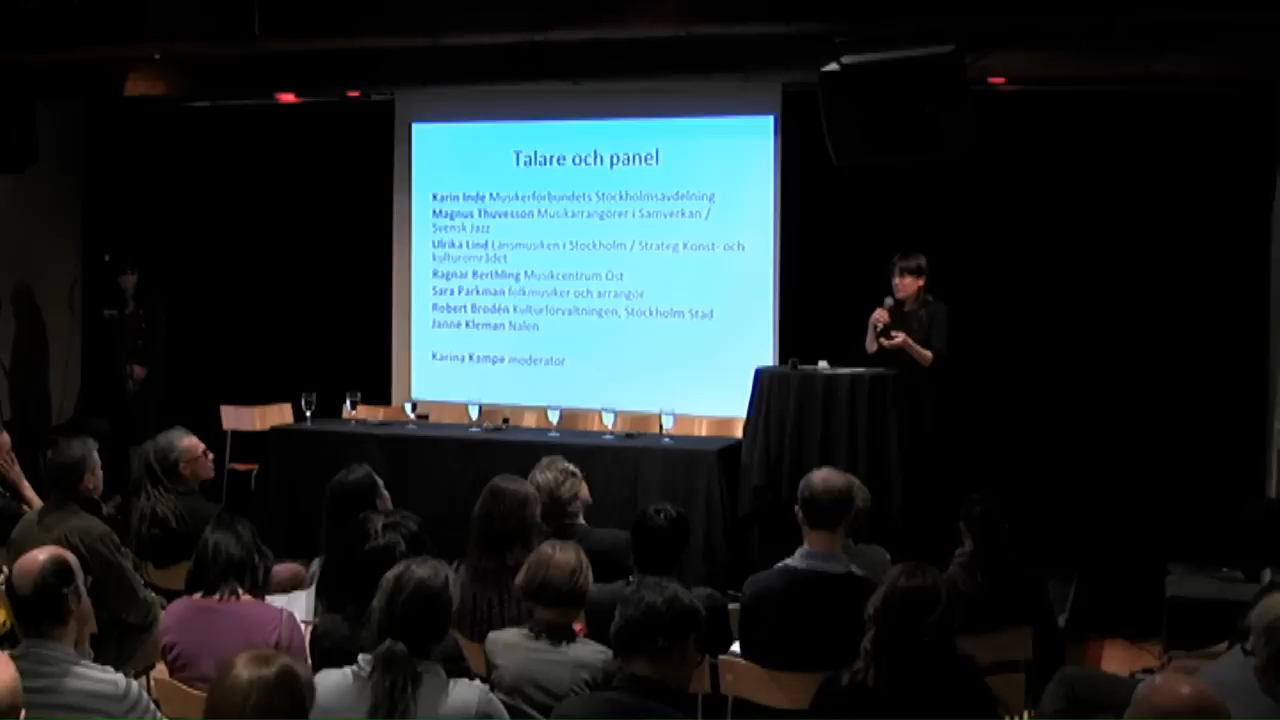 Talare och panel
Karin Inde Musikerförbundets Stockholmsavdelning
Magnus Thuvesson Musikarrangörer i Samverkan /
Svensk Jazz
Ulrika Lind Länsmusiken i Stockholm / Strateg Konst- och
kulturområdet
Ragnar Berthling Musikcentrum Öst
Sara Parkman folkmusiker och arrangör
Robert Brodén Kulturförvaltningen, Stockholm Stad
Janne Kleman Nalen
Karina Kampe moderator